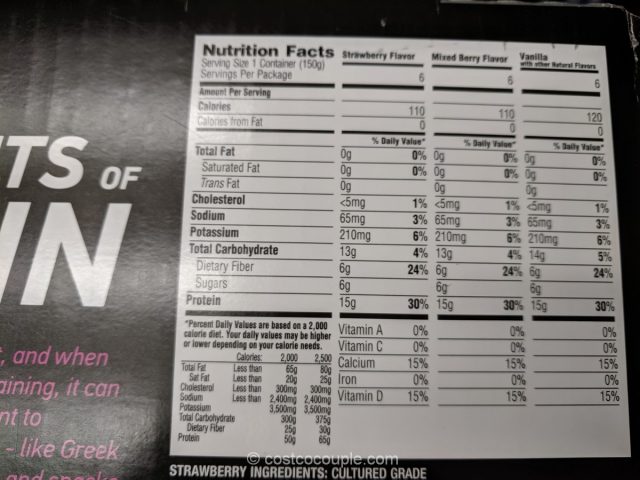 TS OF
IN
t, and when
aining, it can
nt to
- like Greek
and snacks
Nutrition Facts
Serving Size 1 Container (150g)
Servings Per Package
Strawberry Flavor Mixed Berry Flavor Vanilla
with other Natural Flavors
6 6 6
Amount Per Serving
Calories 110 110 120
Calories from Fat 0 0 0
% Daily Value* % Daily Value* % Daily Value*
Total Fat 0g 0% 0g 0% 0g 0%
Saturated Fat 0g 0% 0g 0% 0g 0%
Trans Fat 0g 0g 0g
Cholesterol <5mg 1% <5mg 1% <5mg 1%
Sodium 65mg 3% 65mg 3% 65mg 3%
Potassium 210mg 6% 210mg 6% 210mg 6%
Total Carbohydrate 13g 4% 13g 4% 14g 5%
Dietary Fiber 6g 24% 6g 24% 6g 24%
Sugars 6g 6g 6g
Protein 15g 30% 15g 30% 15g 30%
*Percent Daily Values are based on a 2,000
calorie diet. Your daily values may be higher
or lower depending on your calorie needs.
Calories: 2,000 2,500
Total Fat Less than 65g 80g
Sat Fat Less than 20g 25g
Cholesterol Less than 300mg 300mg
Sodium Less than 2,400mg 2,400mg
Potassium 3,500mg 3,500mg
Total Carbohydrate 300g 375g
Dietary Fiber 25g 30g
Protein 50g 65g
Vitamin A 0% 0% 0%
Vitamin C 0% 0% 0%
Calcium 15% 15% 15%
Iron 0% 0% 0%
Vitamin D 15% 15% 15%
© costcocouple.com
STRAWBERRY INGREDIENTS: CULTURED GRADE